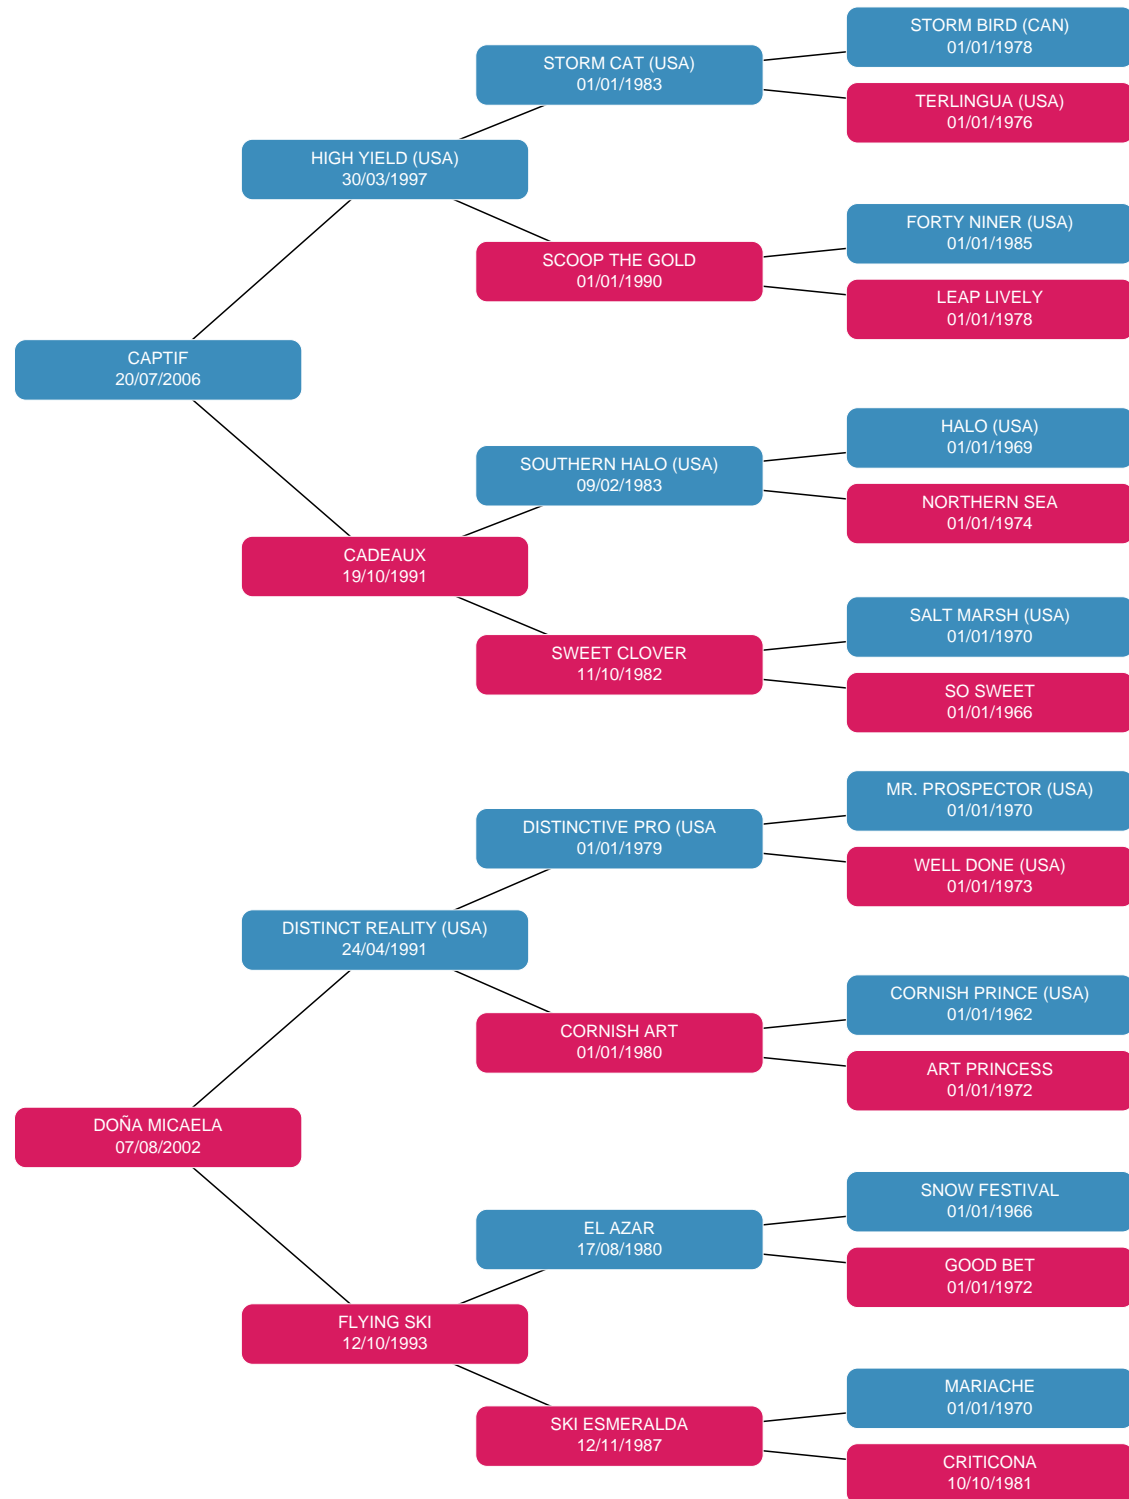 STORM BIRD (CAN)
01/01/1978
STORM CAT (USA)
01/01/1983
TERLINGUA (USA)
01/01/1976
HIGH YIELD (USA)
30/03/1997
FORTY NINER (USA)
01/01/1985
SCOOP THE GOLD
01/01/1990
LEAP LIVELY
01/01/1978
CAPTIF
20/07/2006
HALO (USA)
01/01/1969
SOUTHERN HALO (USA)
09/02/1983
NORTHERN SEA
01/01/1974
CADEAUX
19/10/1991
SALT MARSH (USA)
01/01/1970
SWEET CLOVER
11/10/1982
SO SWEET
01/01/1966
MR. PROSPECTOR (USA)
01/01/1970
DISTINCTIVE PRO (USA
01/01/1979
WELL DONE (USA)
01/01/1973
DISTINCT REALITY (USA)
24/04/1991
CORNISH PRINCE (USA)
01/01/1962
CORNISH ART
01/01/1980
ART PRINCESS
01/01/1972
DOÑA MICAELA
07/08/2002
SNOW FESTIVAL
01/01/1966
EL AZAR
17/08/1980
GOOD BET
01/01/1972
FLYING SKI
12/10/1993
MARIACHE
01/01/1970
SKI ESMERALDA
12/11/1987
CRITICONA
10/10/1981